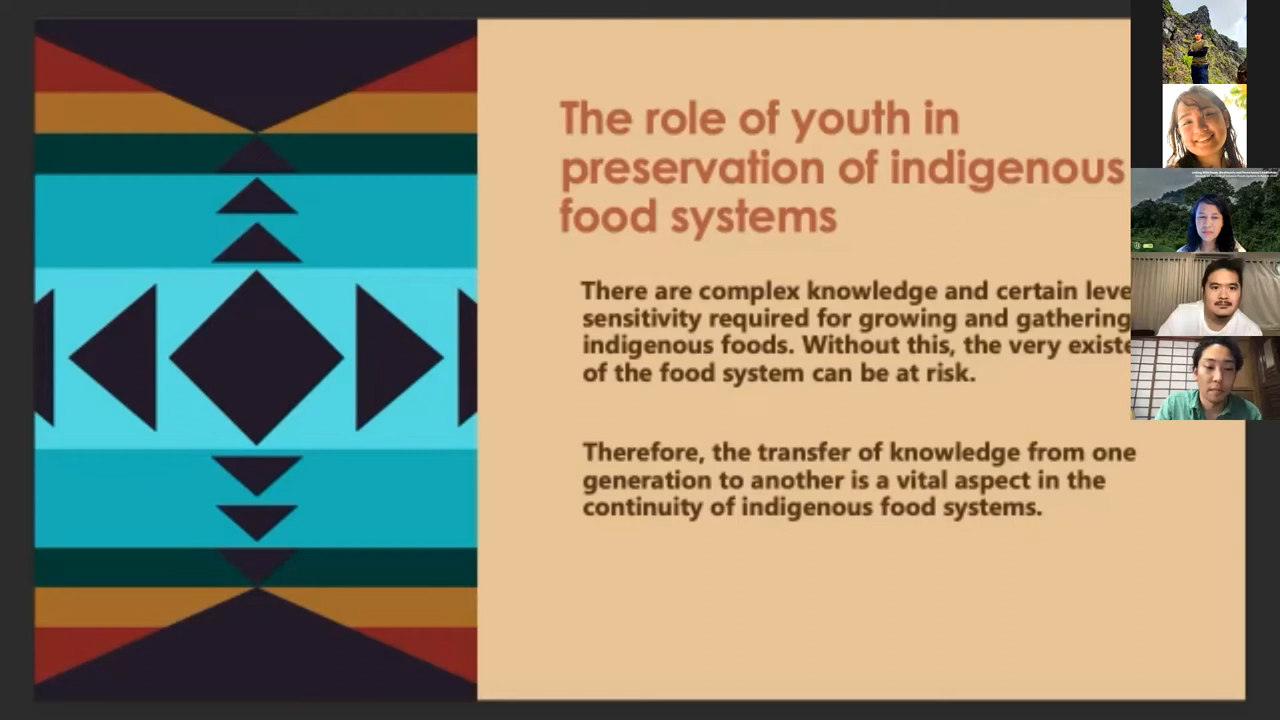 The role of youth in
preservation of indigenous
food systems
There are complex knowledge and certain leve
sensitivity required for growing and gathering
indigenous foods. Without this, the very existe
of the food system can be at risk.
Therefore, the transfer of knowledge from one
generation to another is a vital aspect in the
continuity of indigenous food systems.